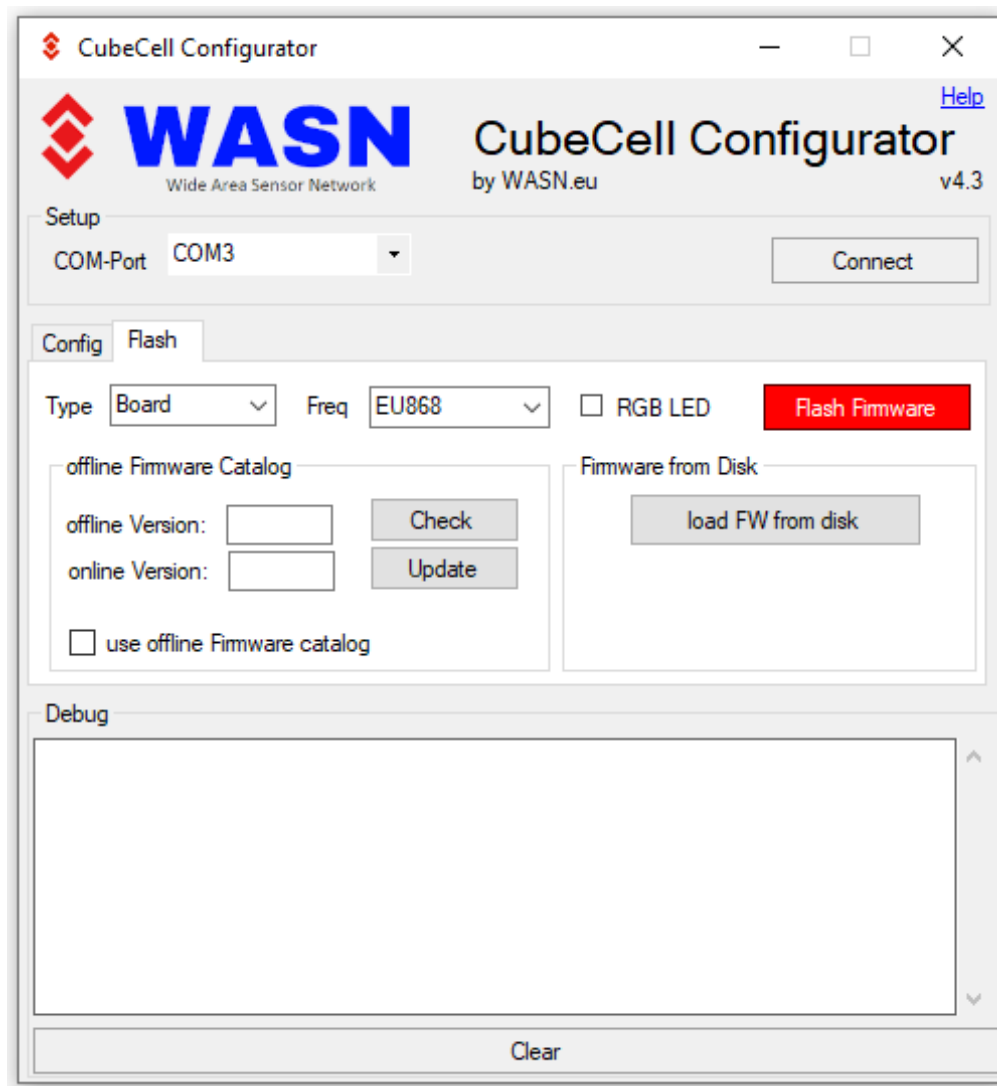 CubeCell Configurator
Help
WASN
Wide Area Sensor Network
CubeCell Configurator
by WASN.eu
v4.3
Setup
COM-Port COM3 Connect
Config Flash
Type Board Freq EU868 RGB LED Flash Firmware
offline Firmware Catalog
offline Version: Check
online Version: Update
use offline Firmware catalog
Firmware from Disk
load FW from disk
Debug
Clear